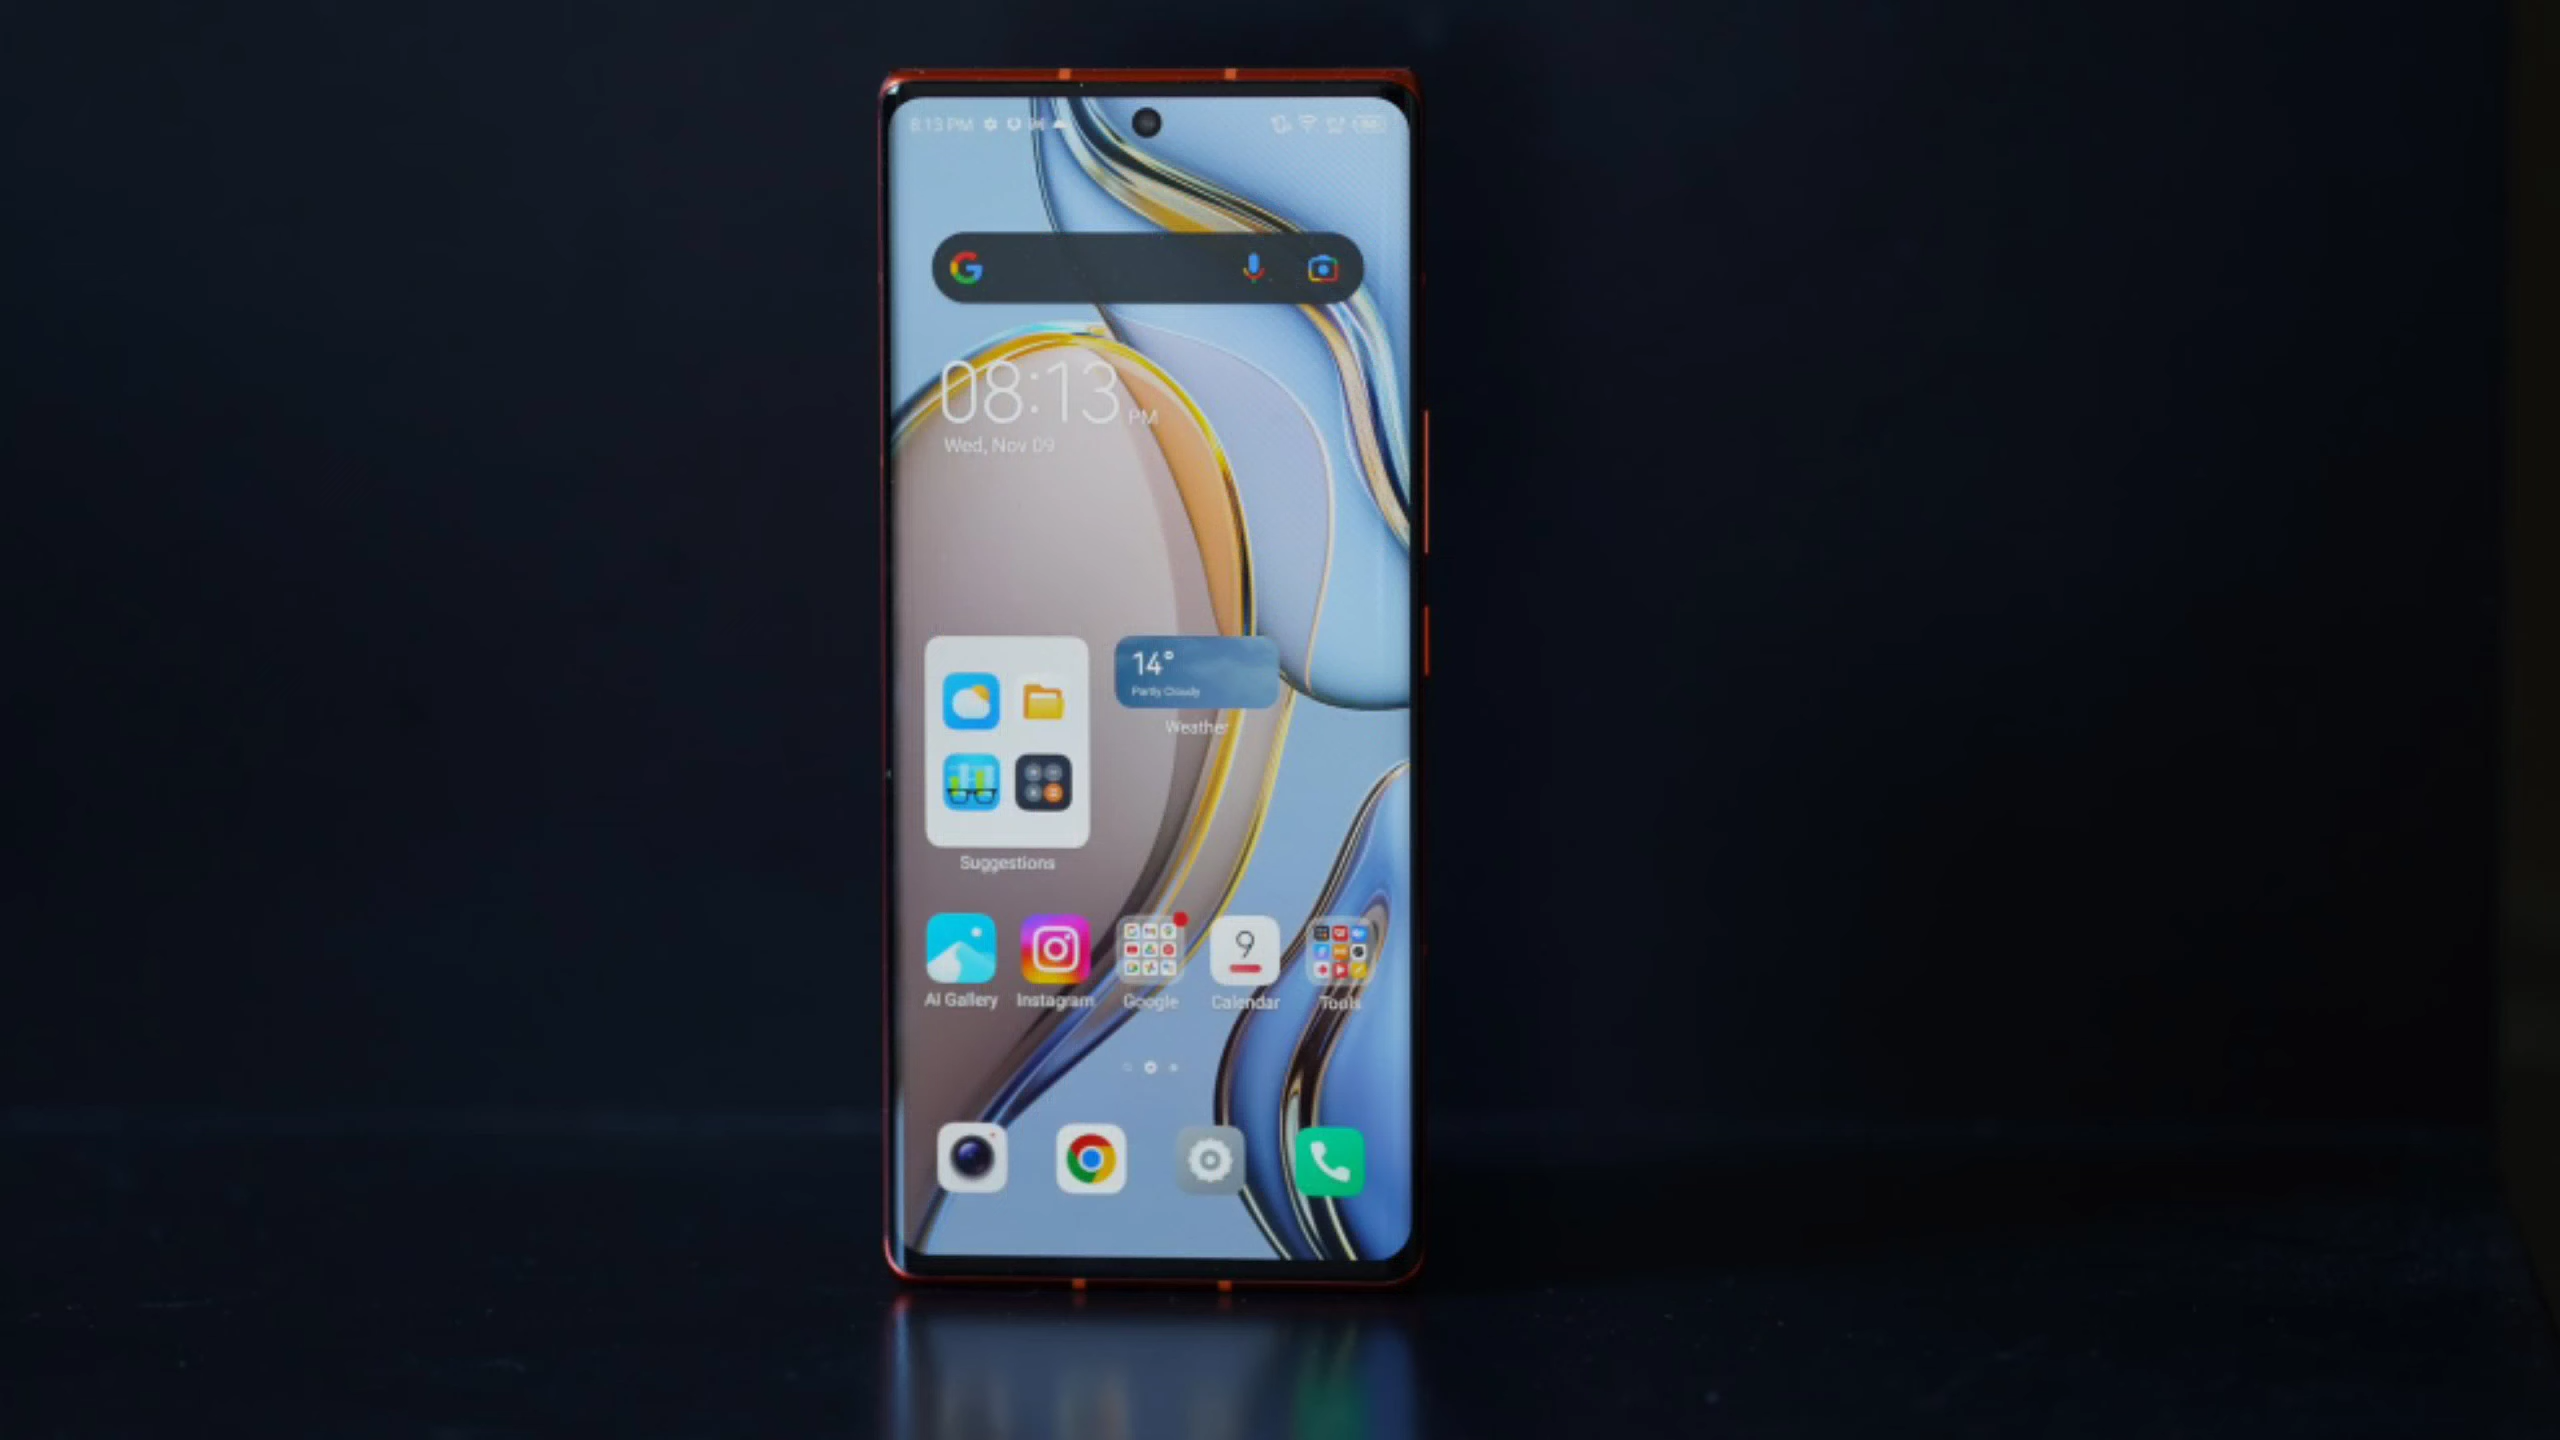 8:13 PM
08:13 PM
Wed, Nov 09
14°
Partly Cloudy
Weather
Suggestions
AI Gallery
Instagram
Google
9
Calendar
Tools